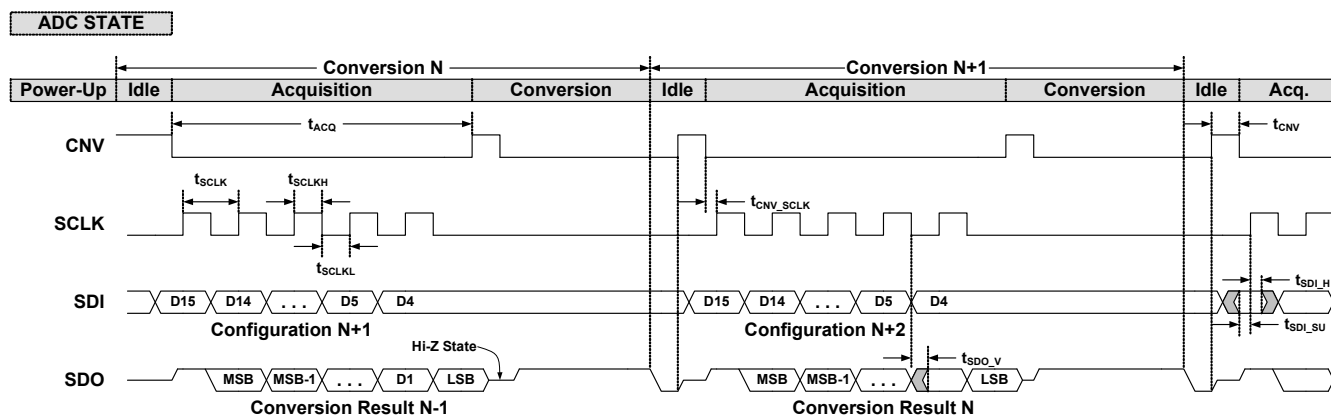 ADC STATE
Conversion N
Conversion N+1
Power-Up Idle Acquisition Conversion Idle Acquisition Conversion Idle Acq.
CNV
tACQ
tCNV
SCLK
tSCLK
tSCLKH
tSCLKL
tCNV_SCLK
SDI
D15 D14 . . . D5 D4
D15 D14 . . . D5 D4
tSDI_H
tSDI_SU
Configuration N+1
Configuration N+2
Hi-Z State
tSDO_V
SDO
MSB MSB-1 . . . D1 LSB
MSB MSB-1 . . . LSB
Conversion Result N-1
Conversion Result N